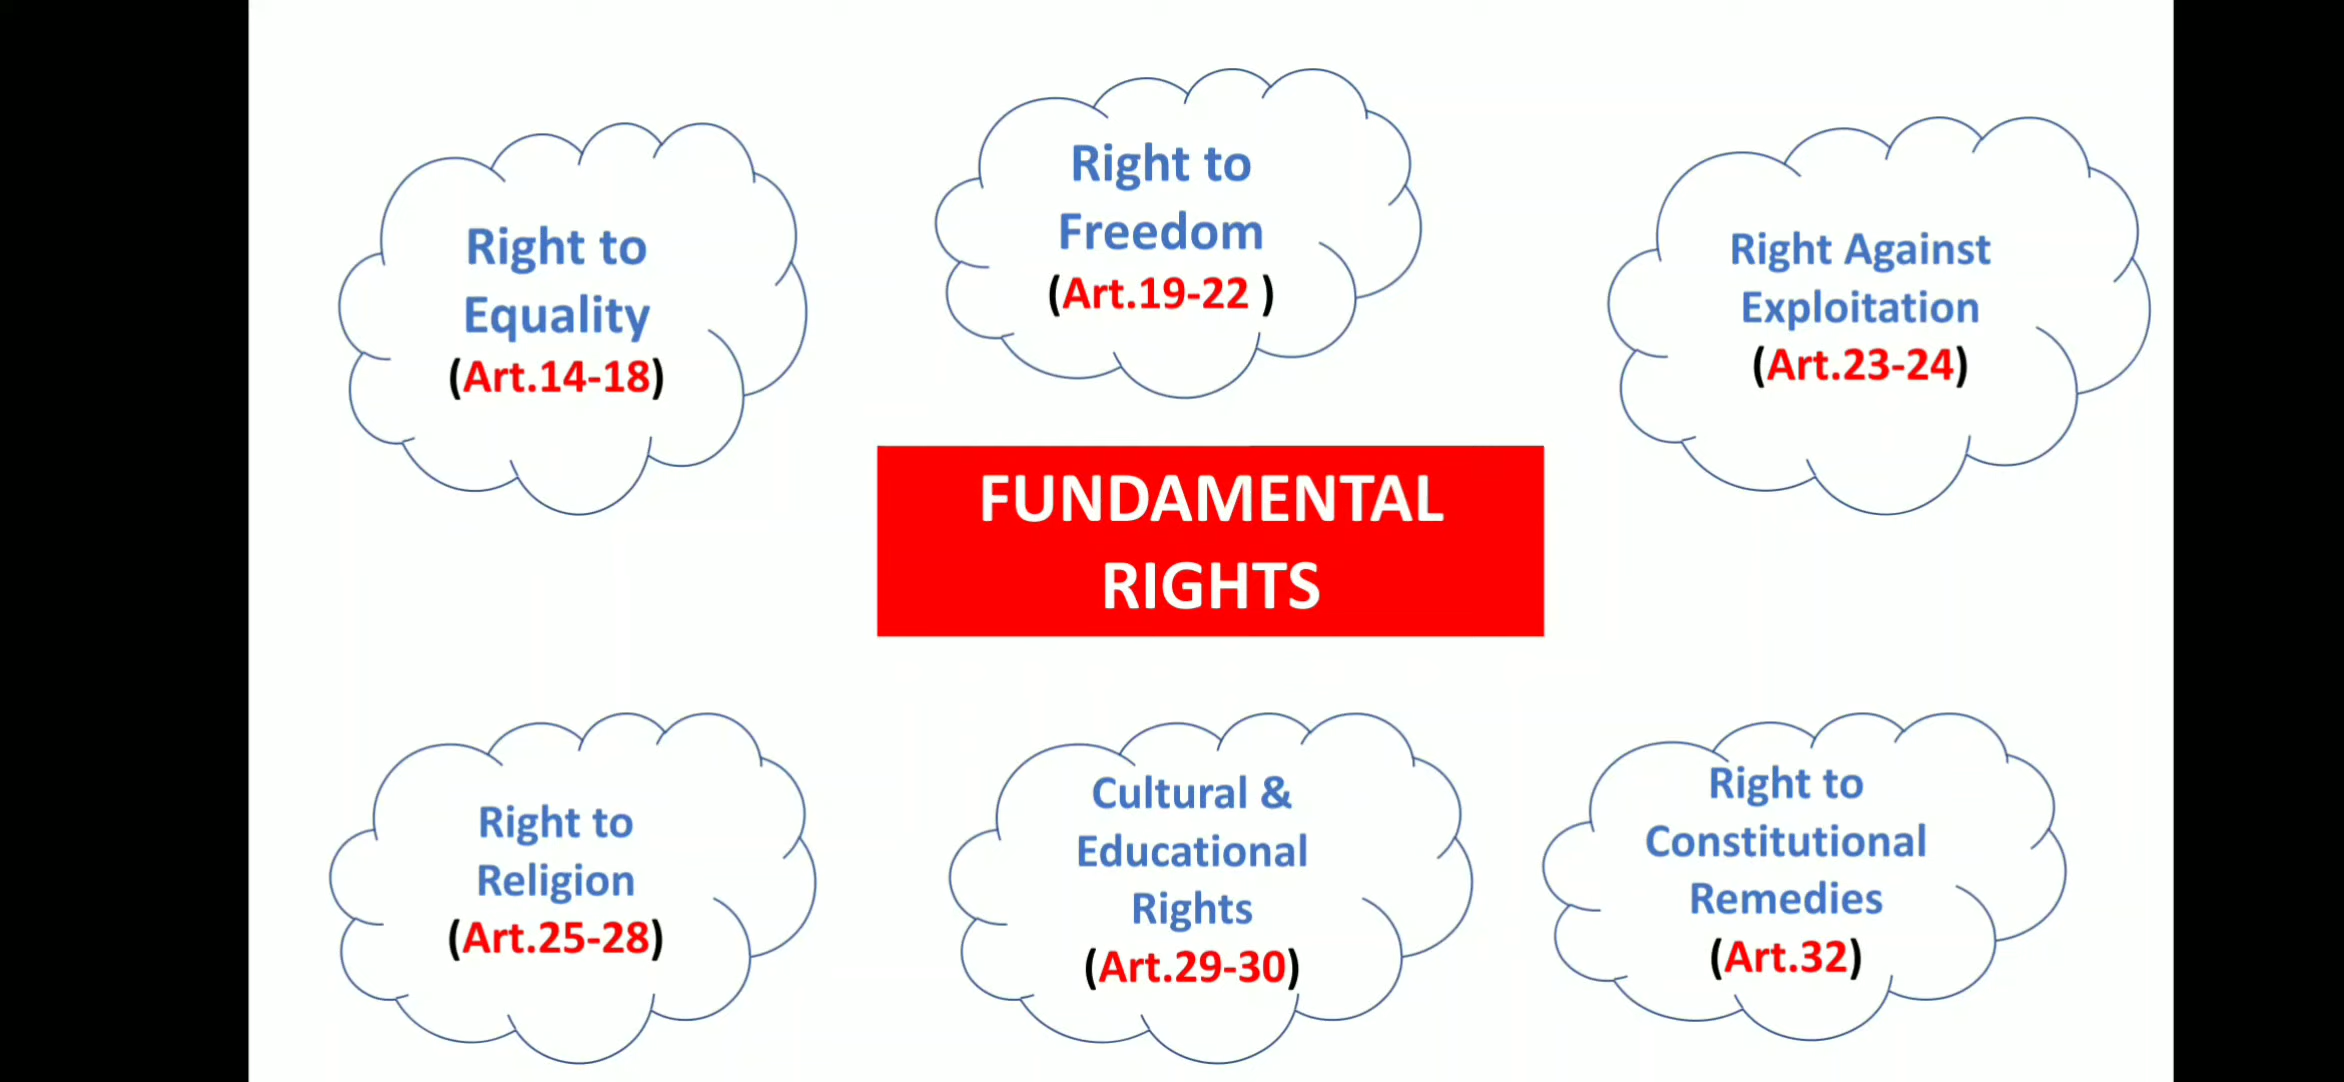 Right to
Equality
(Art.14-18)
Right to
Freedom
(Art.19-22 )
Right Against
Exploitation
(Art.23-24)
FUNDAMENTAL
RIGHTS
Right to
Religion
(Art.25-28)
Cultural &
Educational
Rights
(Art.29-30)
Right to
Constitutional
Remedies
(Art.32)